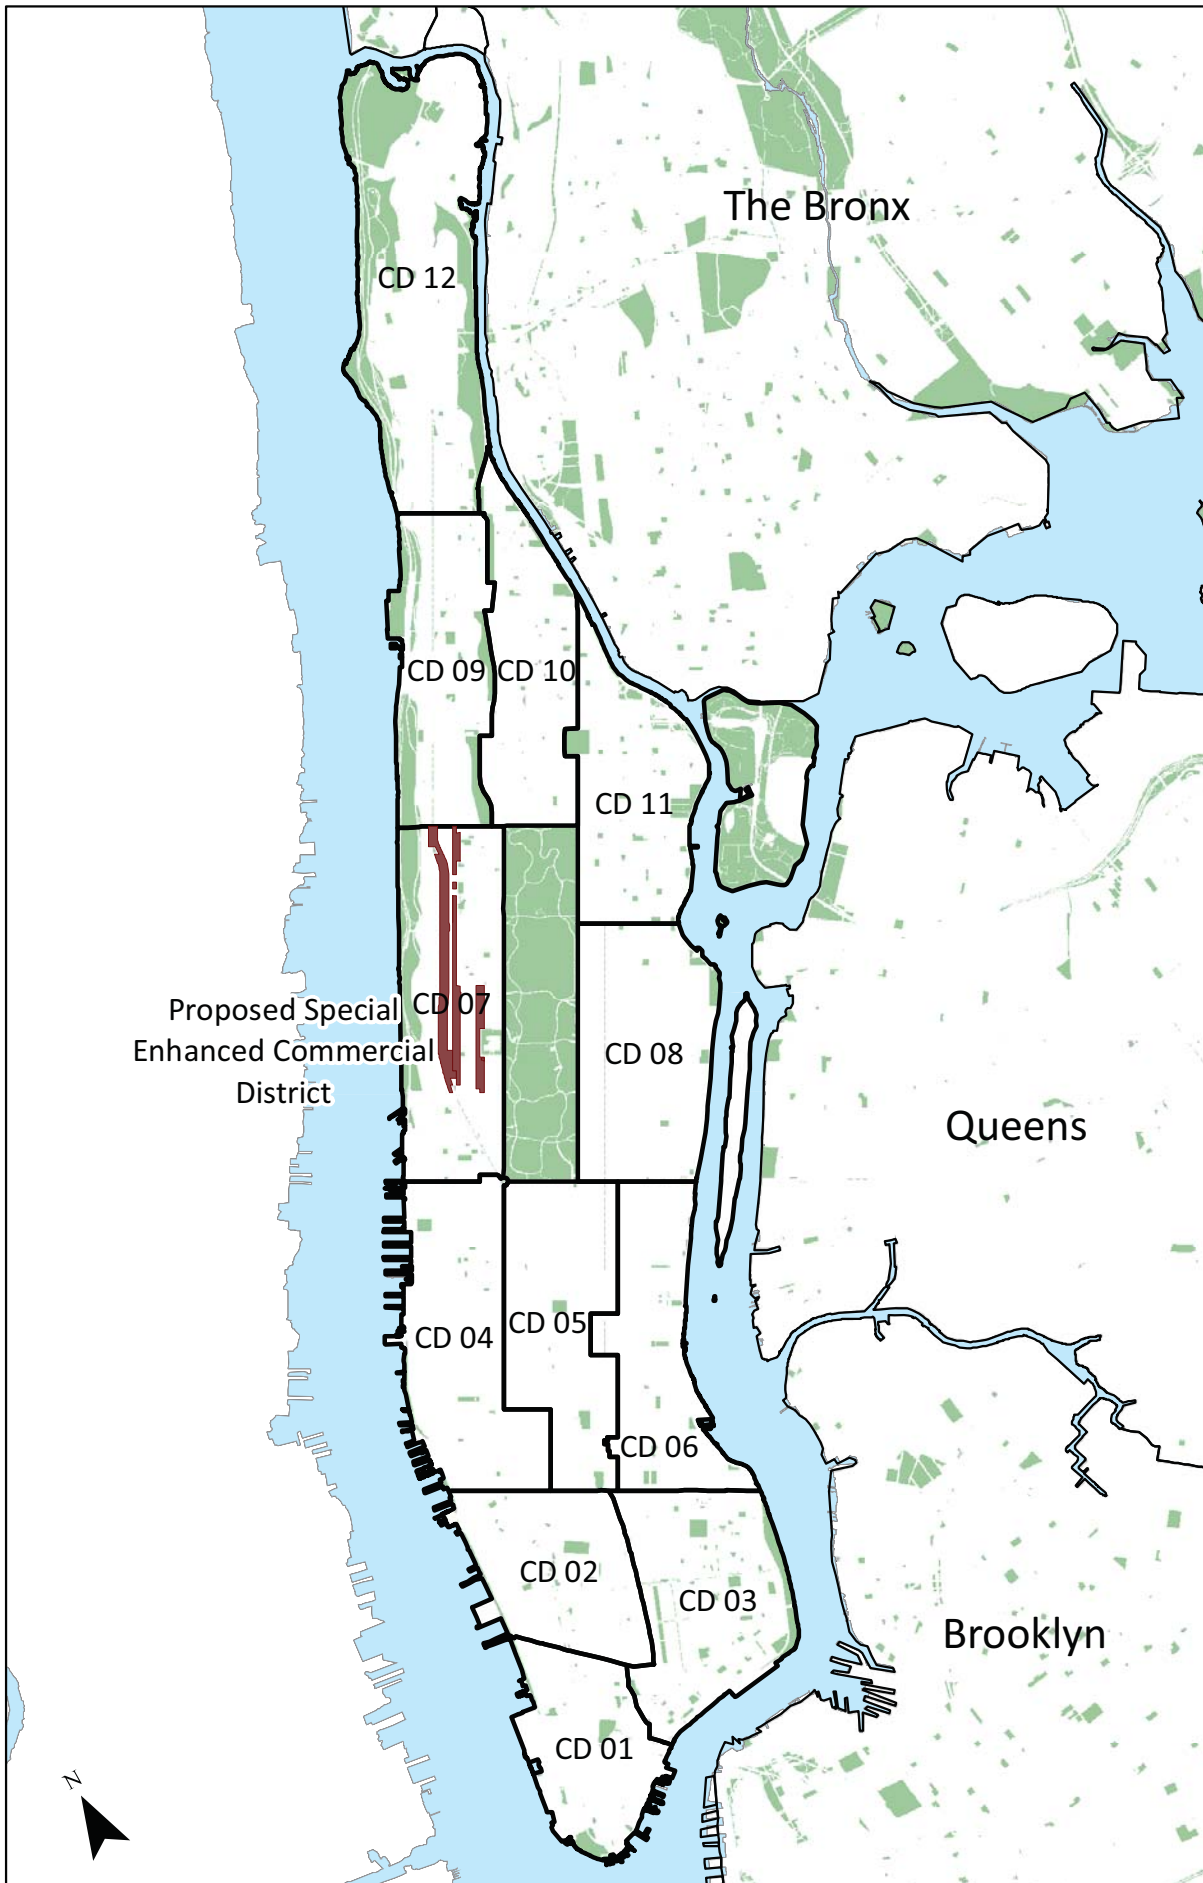 The Bronx
CD 12
CD 09
CD 10
CD 11
CD 07
Proposed Special
Enhanced Commercial
District
CD 08
Queens
CD 05
CD 04
CD 06
CD 02
CD 03
Brooklyn
CD 01
N